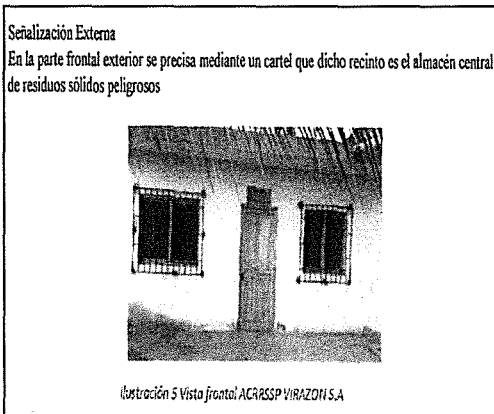 Señalización Externa
En la parte frontal exterior se precisa mediante un cartel que dicho recinto es el almacén central
de residuos sólidos peligrosos
Ilustración 5 Vista frontal ACRRSSP VIRAZON S.A